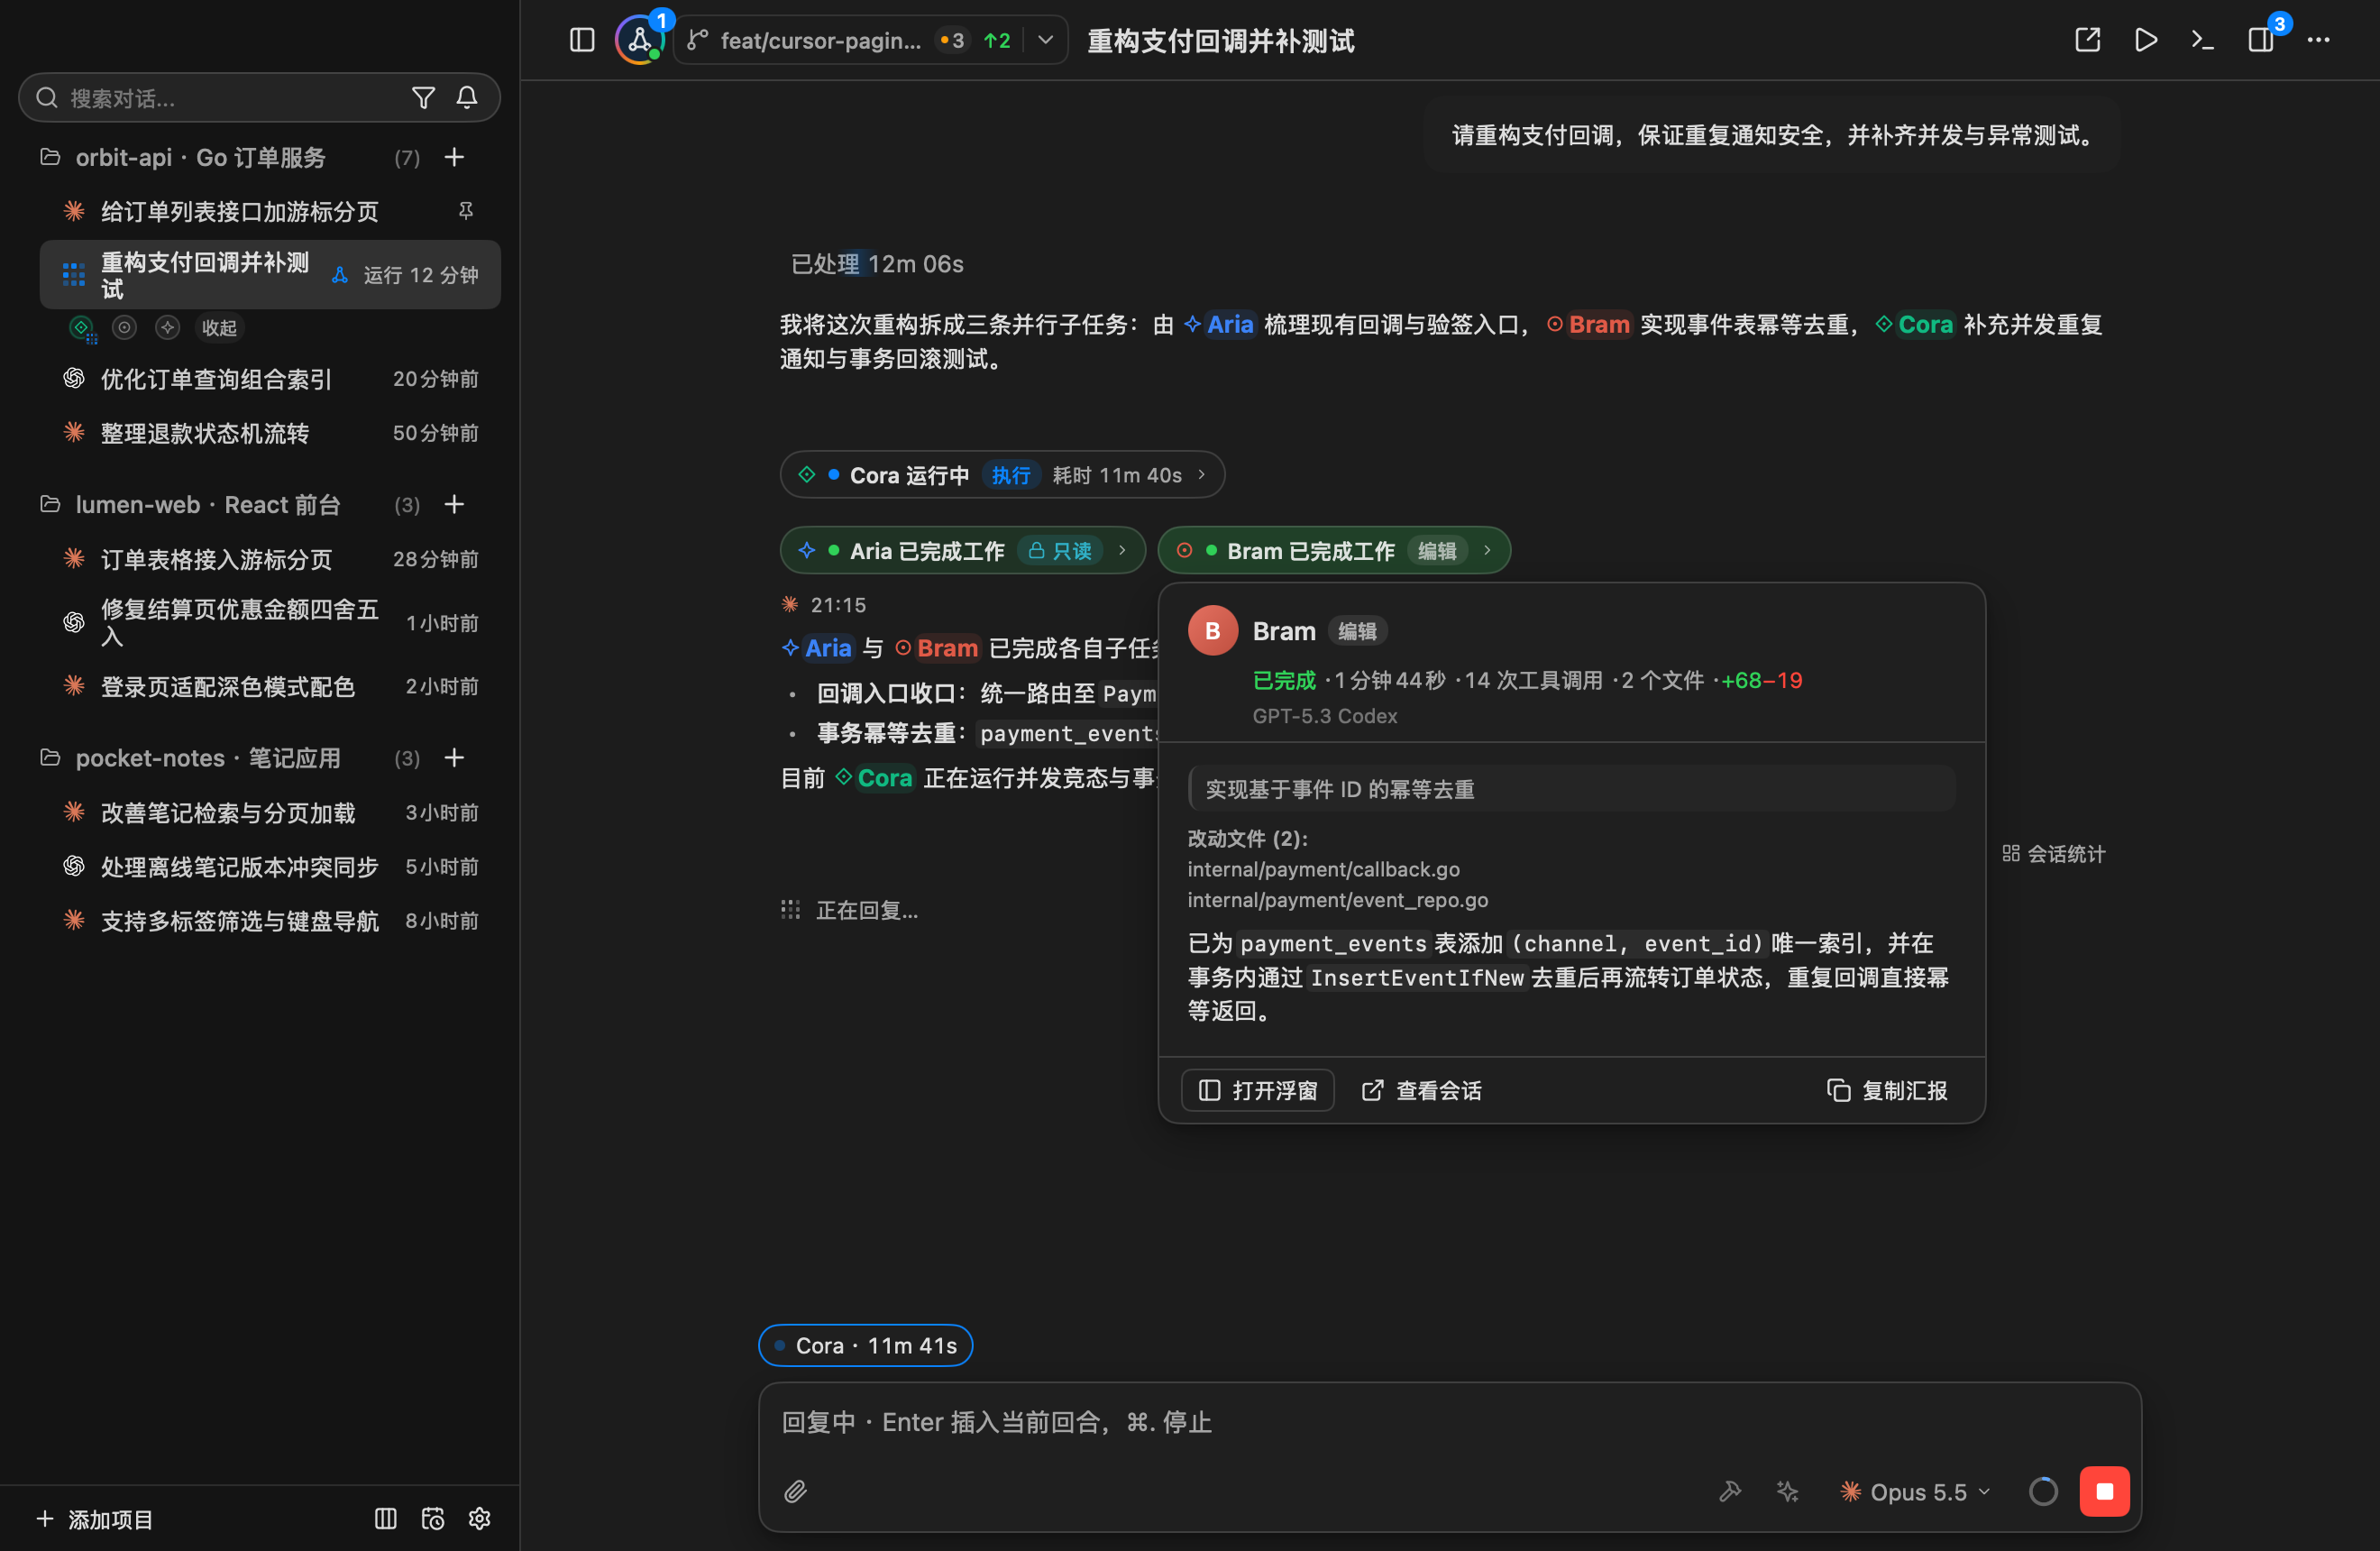 搜索对话...
orbit-api · Go 订单服务 (7)
给订单列表接口加游标分页
重构支付回调并补测
试
运行 12 分钟
收起
优化订单查询组合索引 20分钟前
整理退款状态机流转 50分钟前
lumen-web · React 前台 (3)
订单表格接入游标分页 28分钟前
修复结算页优惠金额四舍五
入
1小时前
登录页适配深色模式配色 2小时前
pocket-notes · 笔记应用 (3)
改善笔记检索与分页加载 3小时前
处理离线笔记版本冲突同步 5小时前
支持多标签筛选与键盘导航 8小时前
添加项目
1
feat/cursor-pagin... 3 ↑2
重构支付回调并补测试
3
请重构支付回调，保证重复通知安全，并补齐并发与异常测试。
已处理 12m 06s
我将这次重构拆成三条并行子任务：由 Aria 梳理现有回调与验签入口，Bram 实现事件表幂等去重，Cora 补充并发重复
通知与事务回滚测试。
Cora 运行中 执行 耗时 11m 40s
Aria 已完成工作 只读
Bram 已完成工作 编辑
21:15
Aria 与 Bram 已完成各自子任
• 回调入口收口：统一路由至 Paym
• 事务幂等去重：payment_events
目前 Cora 正在运行并发竞态与事
正在回复...
B
Bram 编辑
已完成 ·1分钟44秒 ·14 次工具调用 ·2 个文件 ·+68−19
GPT-5.3 Codex
实现基于事件 ID 的幂等去重
改动文件 (2):
internal/payment/callback.go
internal/payment/event_repo.go
已为 payment_events 表添加 (channel, event_id) 唯一索引，并在
事务内通过 InsertEventIfNew 去重后再流转订单状态，重复回调直接幂
等返回。
打开浮窗 查看会话 复制汇报
会话统计
Cora · 11m 41s
回复中 · Enter 插入当前回合，⌘. 停止
Opus 5.5